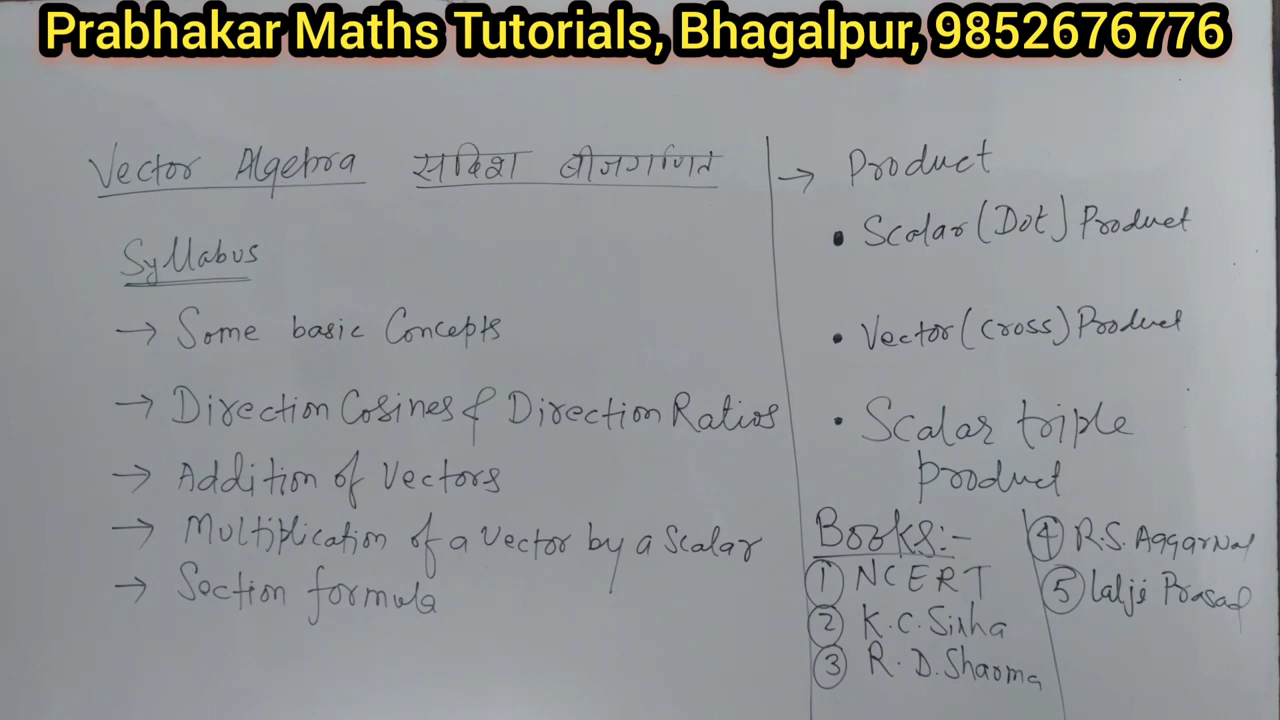 Prabhakar Maths Tutorials, Bhagalpur, 9852676776
Vector Algebra सदिश बीजगणित
Syllabus
→ Some basic Concepts
→ Direction Cosines & Direction Ratios
→ Addition of Vectors
→ Multiplication of a Vector by a Scalar
→ Section formula
→ Product
• Scalar (Dot) Product
• Vector (Cross) Product
• Scalar triple
product
Books:-
① NCERT
② K.C. Sinha
③ R.D. Sharma
④ R.S. Aggarwal
⑤ Lalji Prasad